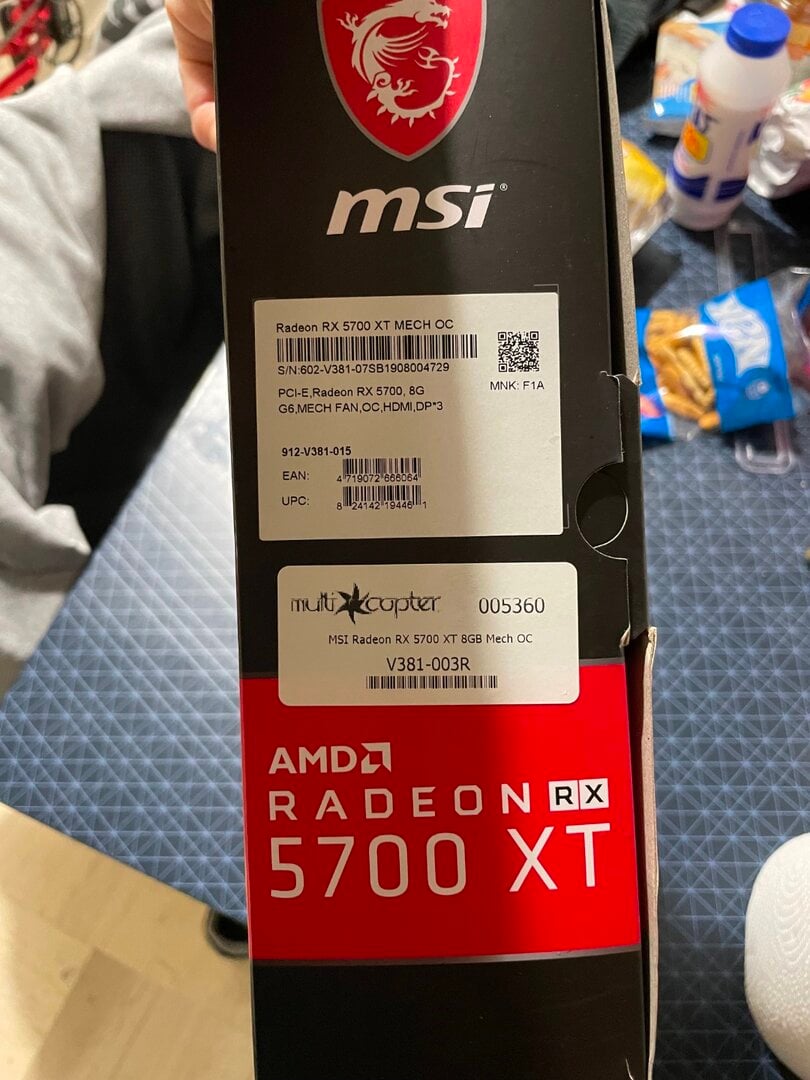 msi®
Radeon RX 5700 XT MECH OC
S/N:602-V381-07SB1908004729
MNK: F1A
PCI-E,Radeon RX 5700, 8G
G6,MECH FAN,OC,HDMI,DP*3
912-V381-015
EAN:
4 719072 666064
UPC:
8 24142 19446 1
multi copter 005360
MSI Radeon RX 5700 XT 8GB Mech OC
V381-003R
AMD
RADEON RX
5700 XT